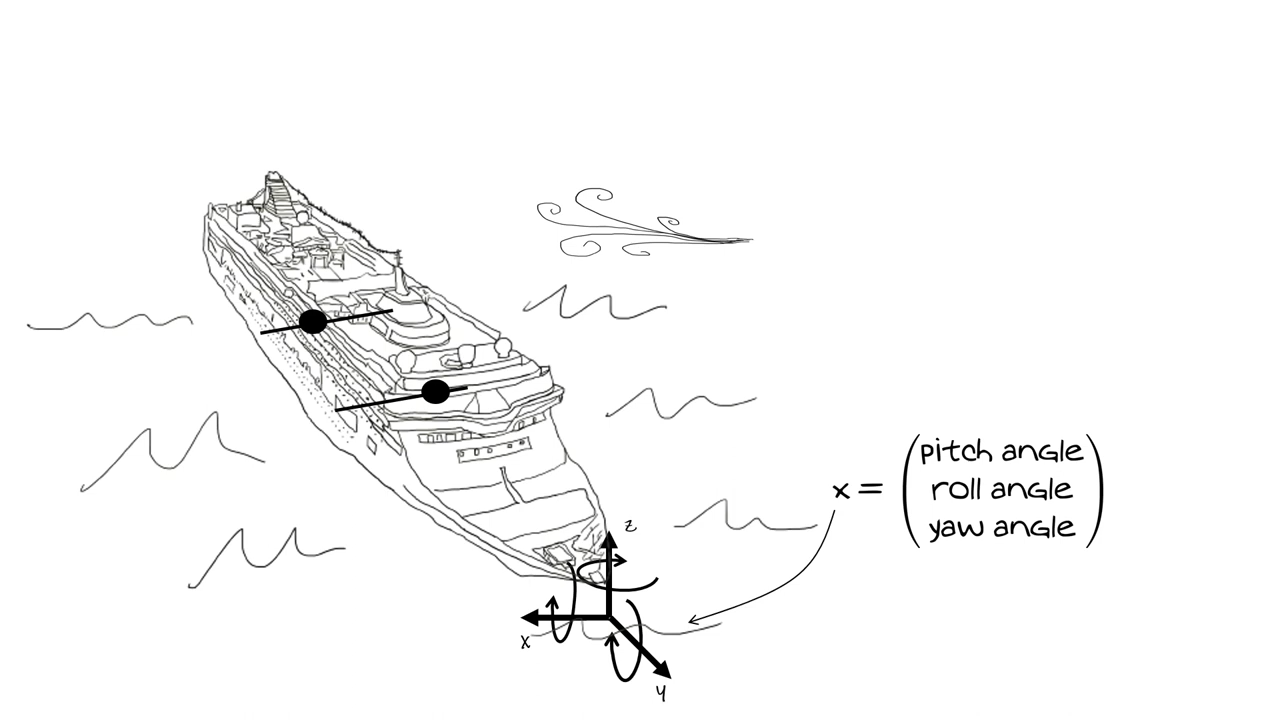 pitch angle
x = roll angle
yaw angle
z
x
y